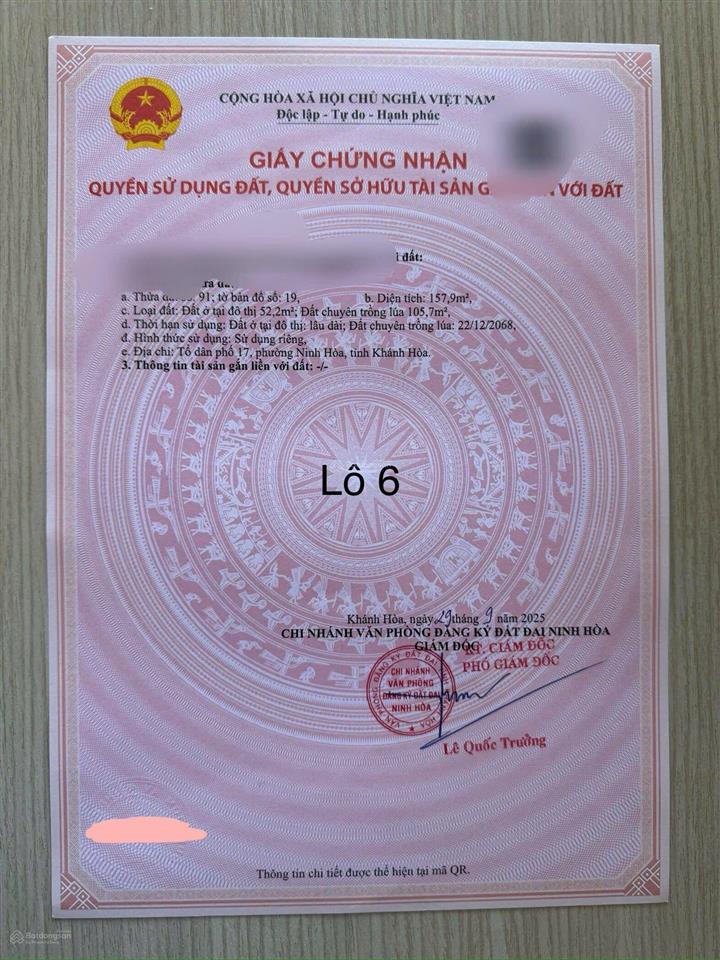 CỘNG HÒA XÃ HỘI CHỦ NGHĨA VIỆT NAM
Độc lập - Tự do - Hạnh phúc
GIẤY CHỨNG NHẬN
QUYỀN SỬ DỤNG ĐẤT, QUYỀN SỞ HỮU TÀI SẢN VỚI ĐẤT
đất:
a. Thửa 91; tờ bản đồ số: 19, b. Diện tích: 157,9m²,
c. Loại đất: Đất ở tại đô thị 52,2m²; Đất chuyên trồng lúa 105,7m²,
d. Thời hạn sử dụng: Đất ở tại đô thị: lâu dài; Đất chuyên trồng lúa: 22/12/2068,
đ. Hình thức sử dụng: Sử dụng riêng,
e. Địa chỉ: Tổ dân phố 17, phường Ninh Hòa, tỉnh Khánh Hòa.
3. Thông tin tài sản gắn liền với đất: -/-
Lô 6
Khánh Hòa, ngày 29 tháng 9 năm 2025
CHI NHÁNH VĂN PHÒNG ĐĂNG KÝ ĐẤT ĐAI NINH HÒA
GIÁM ĐỐC
KT. GIÁM ĐỐC
PHÓ GIÁM ĐỐC
CHI NHÁNH
VĂN PHÒNG
ĐĂNG KÝ ĐẤT ĐAI
NINH HÒA
Lê Quốc Trưởng
Thông tin chi tiết được thể hiện tại mã QR.
Batdongsan